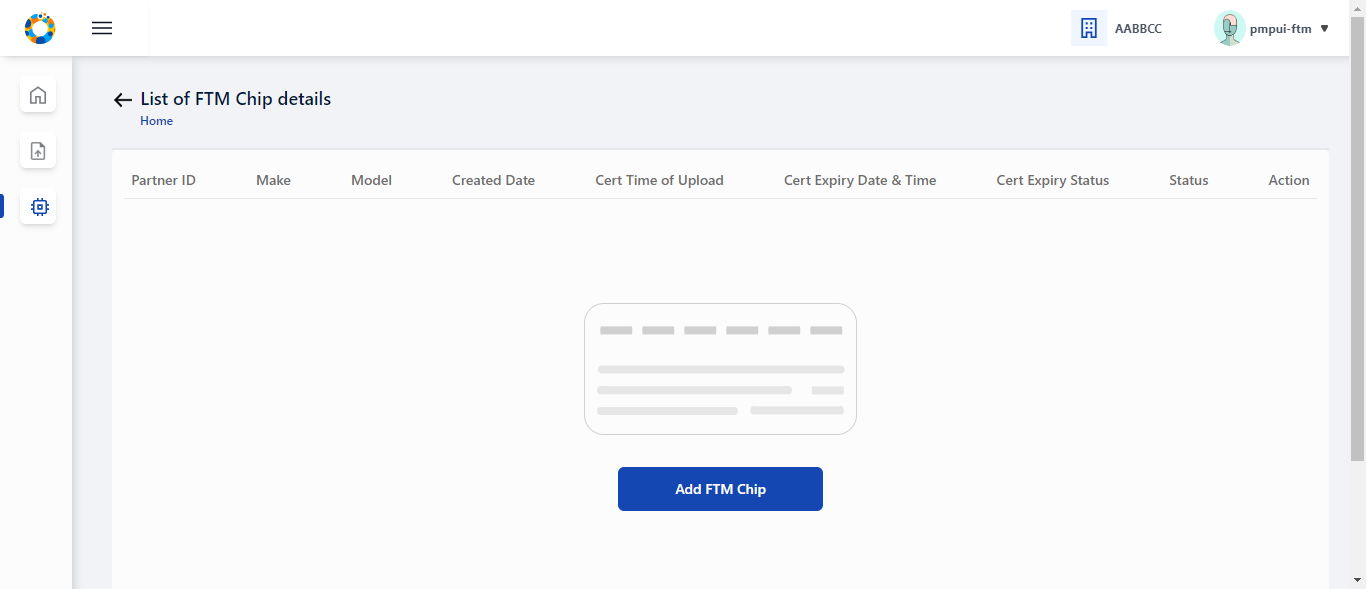 AABBCC
pmpui-ftm
List of FTM Chip details
Home
Partner ID Make Model Created Date Cert Time of Upload Cert Expiry Date & Time Cert Expiry Status Status Action
Add FTM Chip